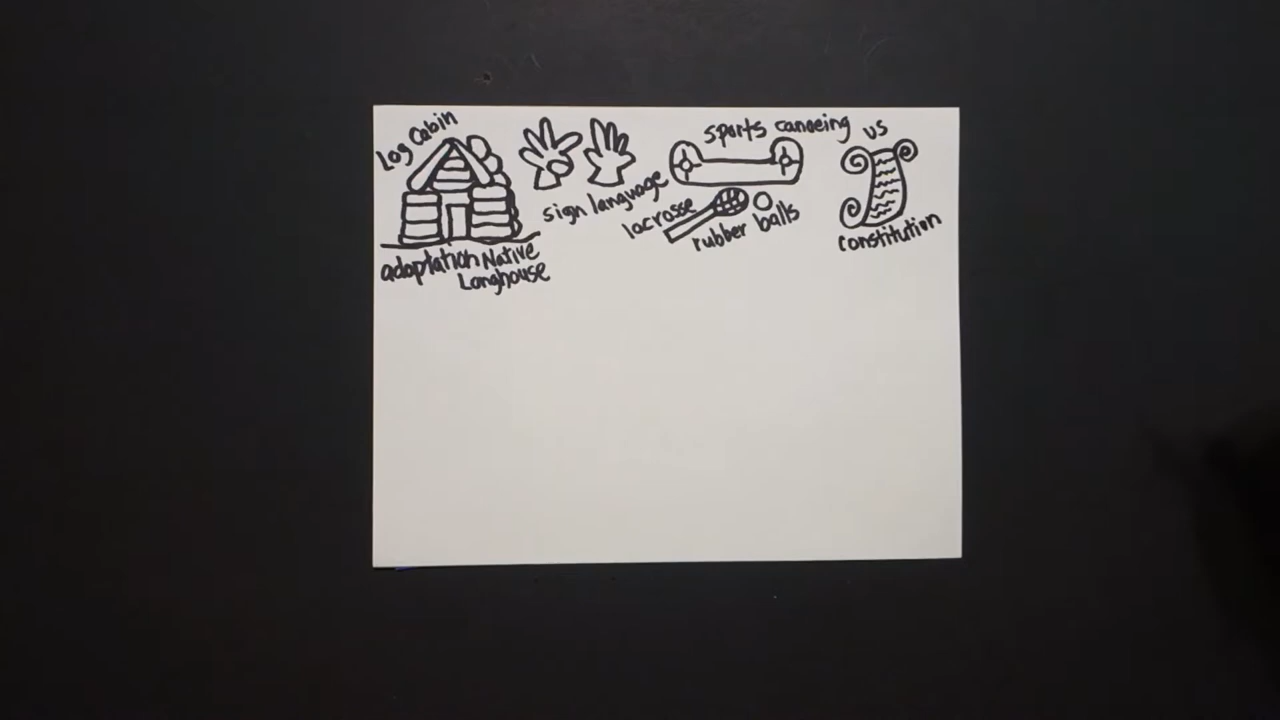 Log Cabin
adaptation Native
Longhouse
sign language
sports canoeing
lacrosse
rubber balls
US
constitution